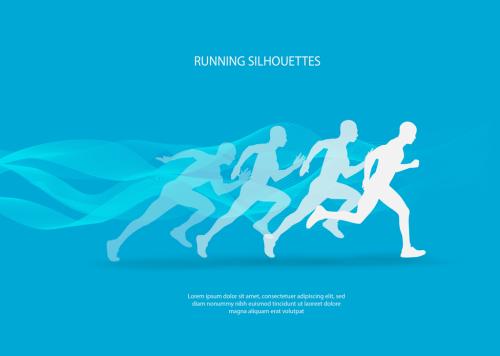 RUNNING SILHOUETTES
Lorem ipsum dolor sit amet, consectetuer adipiscing elit, sed
diam nonummy nibh euismod tincidunt ut laoreet dolore
magna aliquam erat volutpat